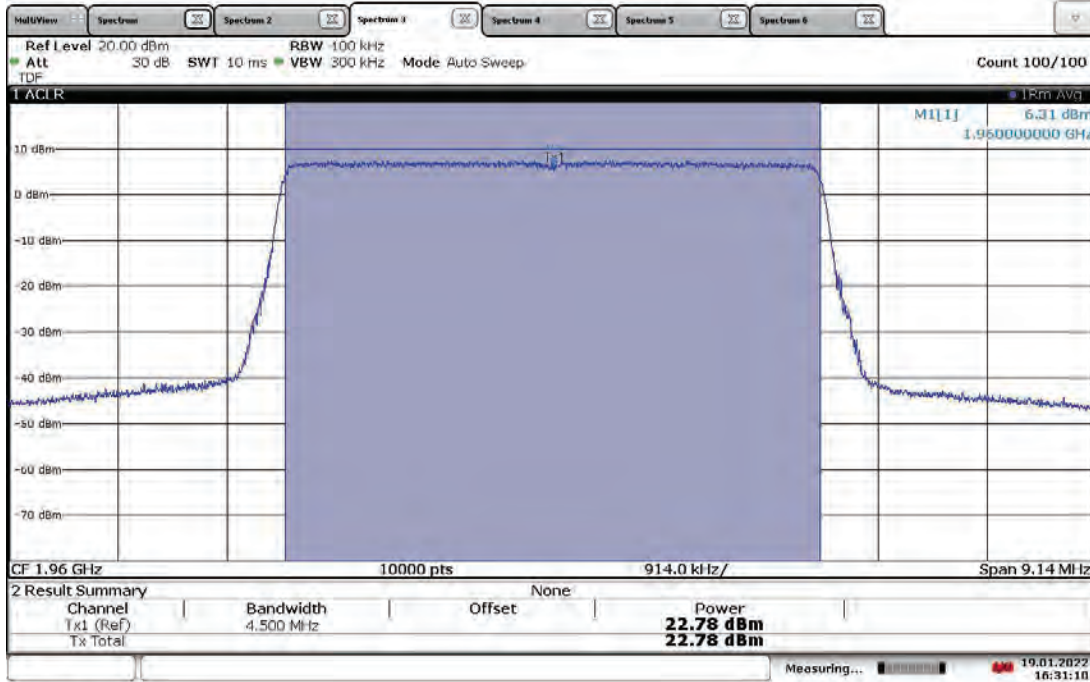 MultiView Spectrum Spectrum 2 Spectrum 3 Spectrum 4 Spectrum 5 Spectrum 6
Ref Level 20.00 dBm RBW 100 kHz
Att 30 dB SWT 10 ms VBW 300 kHz Mode Auto Sweep Count 100/100
TDF
1 ACLR 1Rm Avg
M1[1] 6.31 dBm
1.960000000 GHz
10 dBm
0 dBm
-10 dBm
-20 dBm
-30 dBm
-40 dBm
-50 dBm
-60 dBm
-70 dBm
CF 1.96 GHz 10000 pts 914.0 kHz/ Span 9.14 MHz
2 Result Summary None
Channel Bandwidth Offset Power
Tx1 (Ref) 4.500 MHz 22.78 dBm
Tx Total 22.78 dBm
Measuring... 19.01.2022
16:31:10